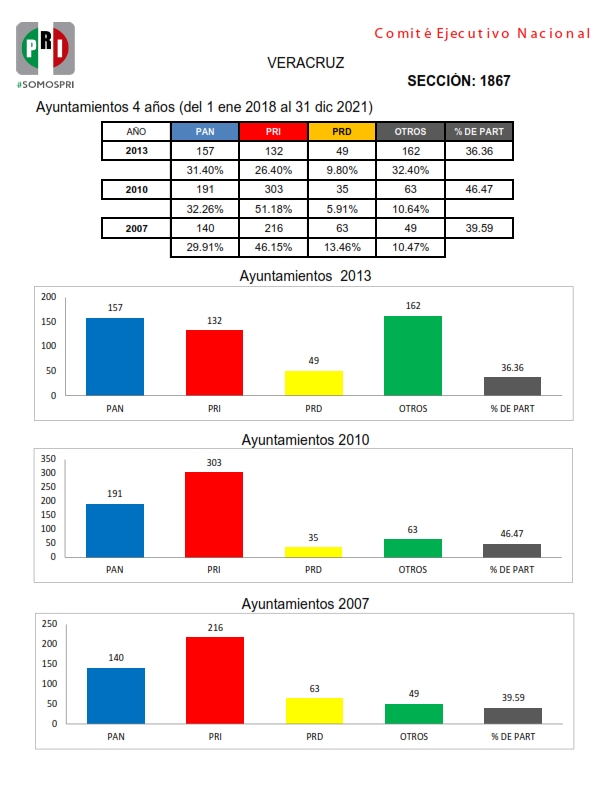 Comité Ejecutivo Nacional
PRI
#SOMOSPRI
VERACRUZ
SECCIÓN: 1867
Ayuntamientos 4 años (del 1 ene 2018 al 31 dic 2021)
AÑO PAN PRI PRD OTROS % DE PART
2013 157 132 49 162 36.36
31.40% 26.40% 9.80% 32.40%
2010 191 303 35 63 46.47
32.26% 51.18% 5.91% 10.64%
2007 140 216 63 49 39.59
29.91% 46.15% 13.46% 10.47%
Ayuntamientos 2013
200
150
100
50
0
157 132 49 162 36.36
PAN PRI PRD OTROS % DE PART
Ayuntamientos 2010
350
300
250
200
150
100
50
0
191 303 35 63 46.47
PAN PRI PRD OTROS % DE PART
Ayuntamientos 2007
250
200
150
100
50
0
140 216 63 49 39.59
PAN PRI PRD OTROS % DE PART